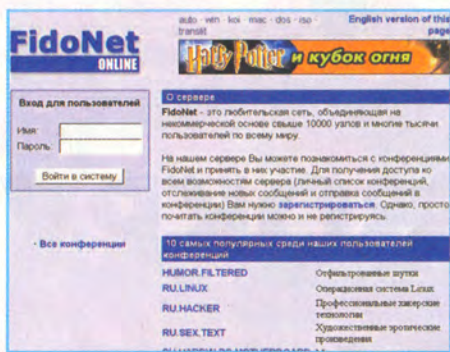 auto · win · koi · mac · dos · iso ·
translit
English version of this
page
FidoNet
ONLINE
Harry Potter и кубок огня
Вход для пользователей
Имя:
Пароль:
Войти в систему
· Все конференции
О сервере
FidoNet - это любительская сеть, объединяющая на
некоммерческой основе свыше 10000 узлов и многие тысячи
пользователей по всему миру.
На нашем сервере Вы можете познакомиться с конференциями
FidoNet и принять в них участие. Для получения доступа ко
всем возможностям сервера (личный список конференций,
отслеживание новых сообщений и отправка сообщений в
конференции) Вам нужно зарегистрироваться. Однако, просто
почитать конференции можно и не регистрируясь.
10 самых популярных среди наших пользователей
конференций
HUMOR.FILTERED Отфильтрованные шутки
RU.LINUX Операционная система Linux
RU.HACKER Профессиональные хакерские
технологии
RU.SEX.TEXT Художественные эротические
произведения